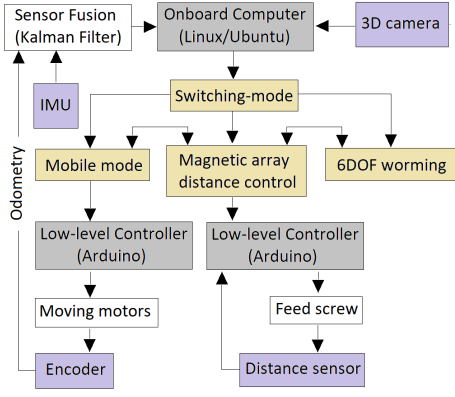 Sensor Fusion
(Kalman Filter)
Onboard Computer
(Linux/Ubuntu)
3D camera
IMU
Switching-mode
Odometry
Mobile mode
Magnetic array
distance control
6DOF worming
Low-level Controller
(Arduino)
Low-level Controller
(Arduino)
Moving motors
Feed screw
Encoder
Distance sensor